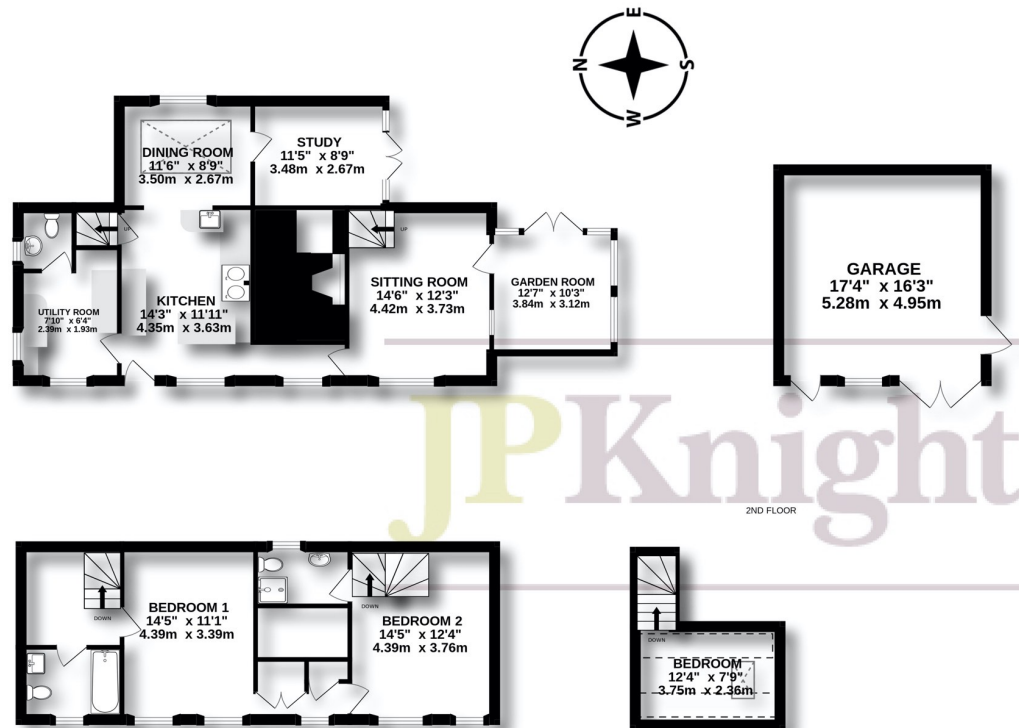 E
N
S
W
DINING ROOM
11'6" x 8'9"
3.50m x 2.67m
STUDY
11'5" x 8'9"
3.48m x 2.67m
UP
UP
UTILITY ROOM
7'10" x 6'4"
2.39m x 1.93m
KITCHEN
14'3" x 11'11"
4.35m x 3.63m
SITTING ROOM
14'6" x 12'3"
4.42m x 3.73m
GARDEN ROOM
12'7" x 10'3"
3.84m x 3.12m
GARAGE
17'4" x 16'3"
5.28m x 4.95m
JPKnight
2ND FLOOR
DOWN
BEDROOM 1
14'5" x 11'1"
4.39m x 3.39m
DOWN
BEDROOM 2
14'5" x 12'4"
4.39m x 3.76m
DOWN
BEDROOM
12'4" x 7'9"
3.75m x 2.36m